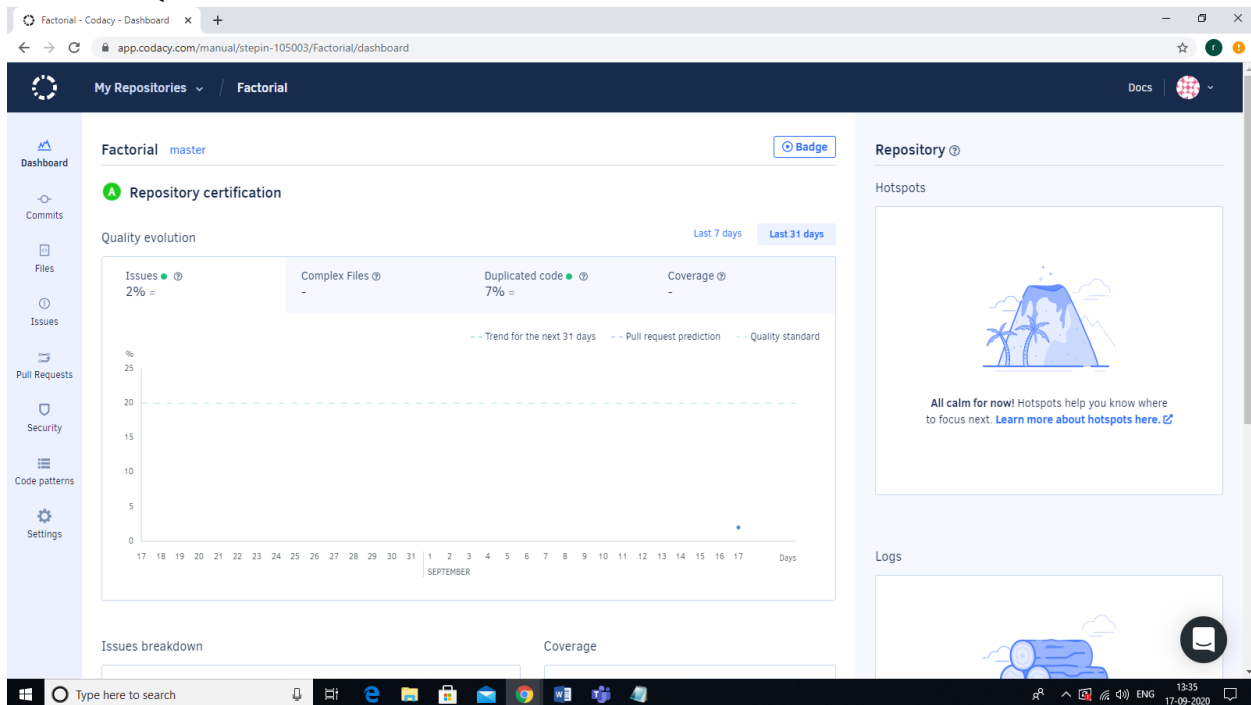 Factorial - Codacy - Dashboard
app.codacy.com/manual/stepin-105003/Factorial/dashboard
r
My Repositories / Factorial
Docs
Dashboard
Commits
Files
Issues
Pull Requests
Security
Code patterns
Settings
Factorial master
Badge
A Repository certification
Quality evolution
Last 7 days Last 31 days
Issues Complex Files Duplicated code Coverage
2% = - 7% = -
-- Trend for the next 31 days -- Pull request prediction -- Quality standard
%
25
20
15
10
5
0
17 18 19 20 21 22 23 24 25 26 27 28 29 30 31 1 2 3 4 5 6 7 8 9 10 11 12 13 14 15 16 17 Days
SEPTEMBER
Issues breakdown
Coverage
Repository
Hotspots
All calm for now! Hotspots help you know where
to focus next. Learn more about hotspots here.
Logs
Type here to search
ENG
13:35
17-09-2020